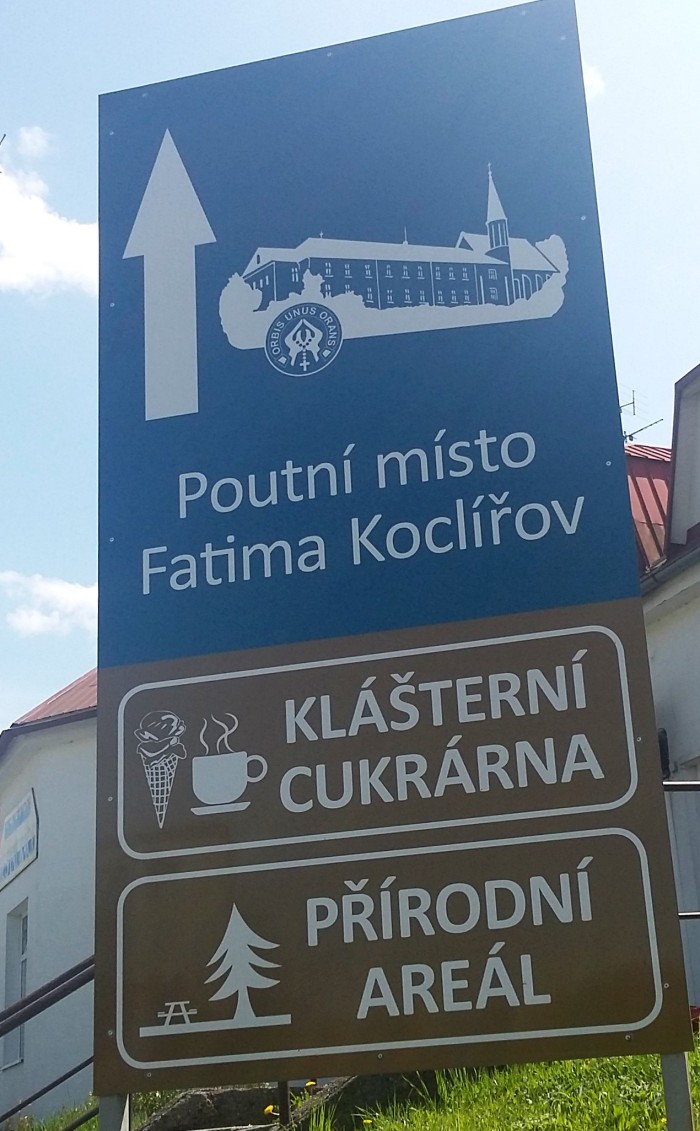 ORBIS UNUS ORANS
Poutní místo
Fatima Koclířov
KLÁŠTERNÍ
CUKRÁRNA
PŘÍRODNÍ
AREÁL